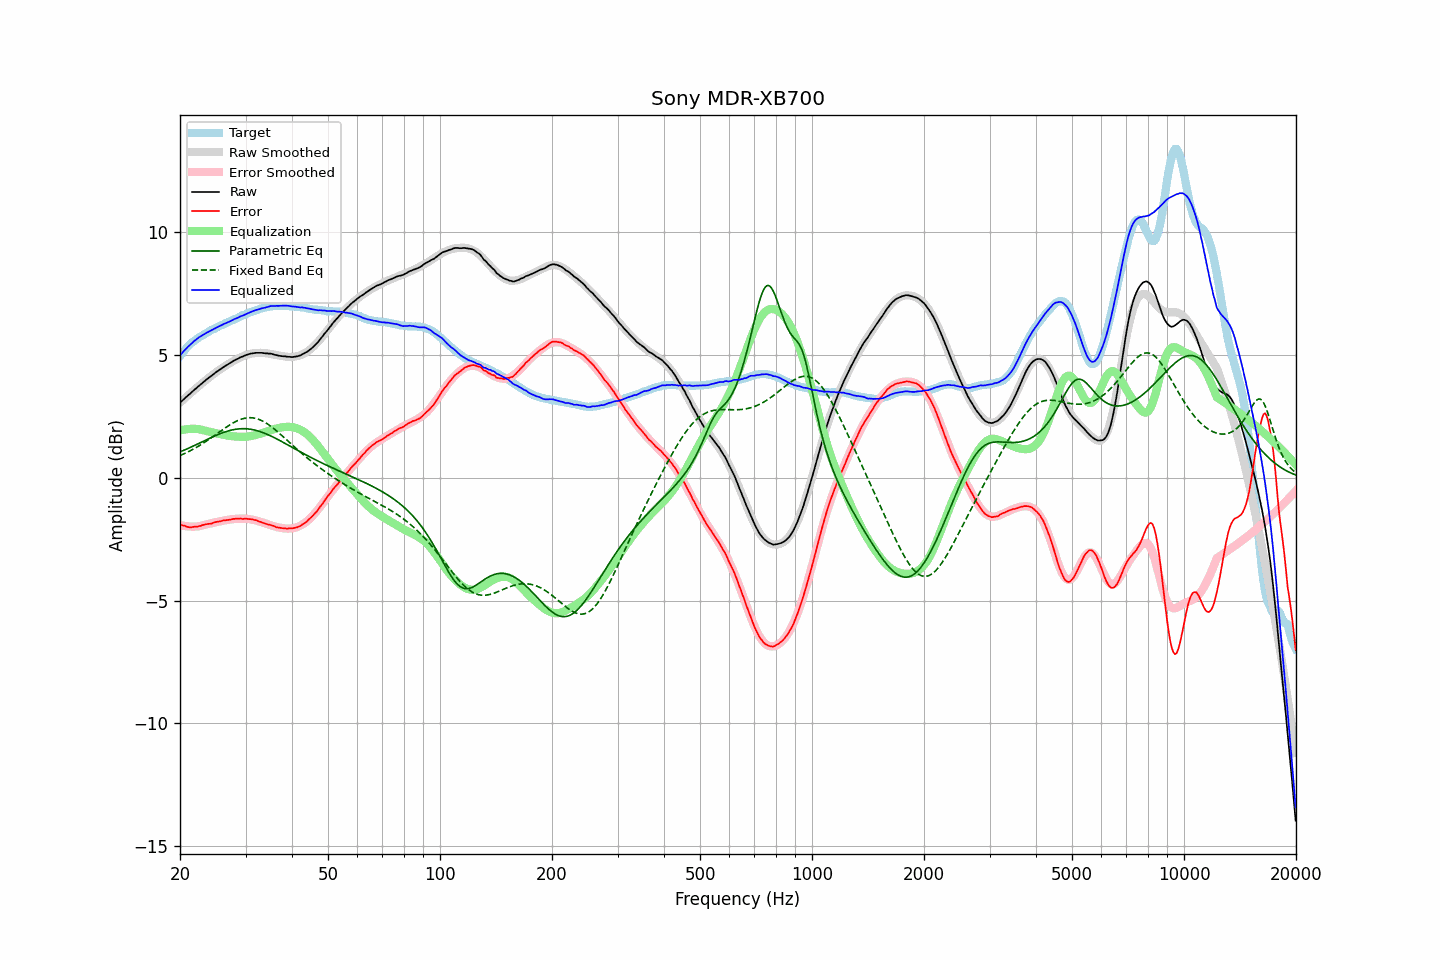 Sony MDR-XB700
Target
Raw Smoothed
Error Smoothed
Raw
Error
Equalization
Parametric Eq
Fixed Band Eq
Equalized
Amplitude (dBr)
10
5
0
−5
−10
−15
20 50 100 200 500 1000 2000 5000 10000 20000
Frequency (Hz)